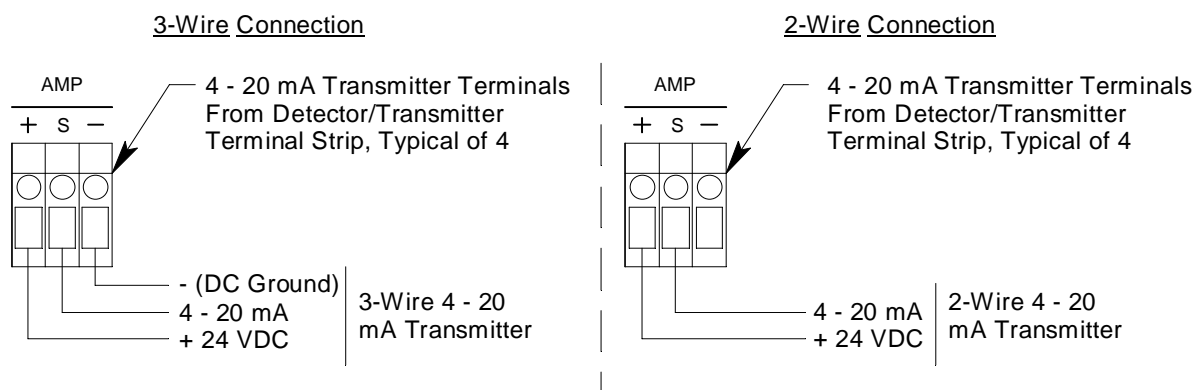 3-Wire Connection
AMP
+ S –
4 - 20 mA Transmitter Terminals
From Detector/Transmitter
Terminal Strip, Typical of 4
- (DC Ground)
4 - 20 mA
+ 24 VDC
3-Wire 4 - 20
mA Transmitter
2-Wire Connection
AMP
+ S –
4 - 20 mA Transmitter Terminals
From Detector/Transmitter
Terminal Strip, Typical of 4
4 - 20 mA
+ 24 VDC
2-Wire 4 - 20
mA Transmitter